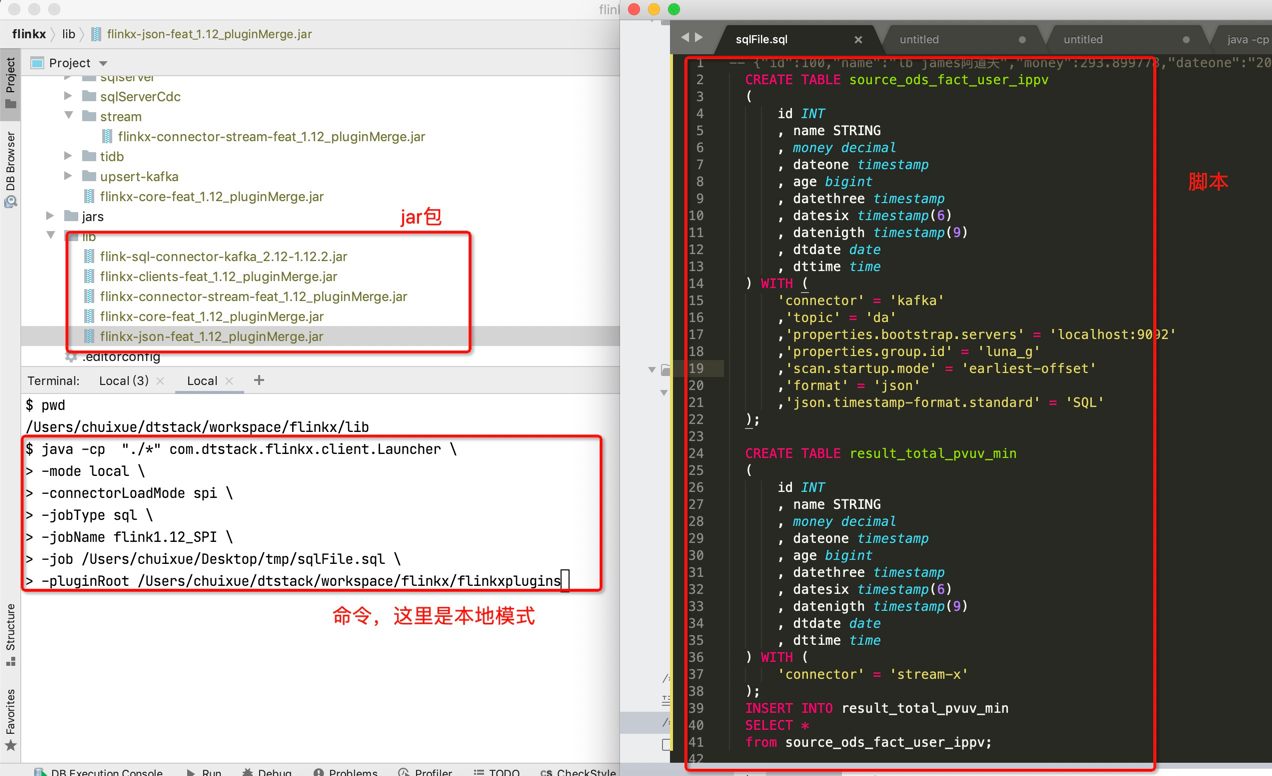 flinkx
flinkx
lib
flinkx-json-feat_1.12_pluginMerge.jar
Project
Project
DB Browser
Structure
Favorites
sqlserver
sqlServerCdc
stream
flinkx-connector-stream-feat_1.12_pluginMerge.jar
tidb
upsert-kafka
flinkx-core-feat_1.12_pluginMerge.jar
jars
jar包
lib
flink-sql-connector-kafka_2.12-1.12.2.jar
flinkx-clients-feat_1.12_pluginMerge.jar
flinkx-connector-stream-feat_1.12_pluginMerge.jar
flinkx-core-feat_1.12_pluginMerge.jar
flinkx-json-feat_1.12_pluginMerge.jar
.editorconfig
Terminal: Local (3) × Local × +
$ pwd
/Users/chuixue/dtstack/workspace/flinkx/lib
$ java -cp  "./*" com.dtstack.flinkx.client.Launcher \
> -mode local \
> -connectorLoadMode spi \
> -jobType sql \
> -jobName flink1.12_SPI \
> -job /Users/chuixue/Desktop/tmp/sqlFile.sql \
> -pluginRoot /Users/chuixue/dtstack/workspace/flinkx/flinkxplugins
命令，这里是本地模式
DB Execution Console Run Debug Problems Profiler TODO CheckStyle
sqlFile.sql × untitled untitled java -cp
1 -- {"id":100,"name":"lb james阿道夫","money":293.899778,"dateone":"20
2 CREATE TABLE source_ods_fact_user_ippv
3 (
4 id INT
5 , name STRING
6 , money decimal
7 , dateone timestamp
8 , age bigint
9 , datethree timestamp
10 , datesix timestamp(6)
11 , datenigth timestamp(9)
12 , dtdate date
13 , dttime time
14 ) WITH (
15 'connector' = 'kafka'
16 ,'topic' = 'da'
17 ,'properties.bootstrap.servers' = 'localhost:9092'
18 ,'properties.group.id' = 'luna_g'
19 ,'scan.startup.mode' = 'earliest-offset'
20 ,'format' = 'json'
21 ,'json.timestamp-format.standard' = 'SQL'
22 );
23
24 CREATE TABLE result_total_pvuv_min
25 (
26 id INT
27 , name STRING
28 , money decimal
29 , dateone timestamp
30 , age bigint
31 , datethree timestamp
32 , datesix timestamp(6)
33 , datenigth timestamp(9)
34 , dtdate date
35 , dttime time
36 ) WITH (
37 'connector' = 'stream-x'
38 );
39 INSERT INTO result_total_pvuv_min
40 SELECT *
41 from source_ods_fact_user_ippv;
42
脚本